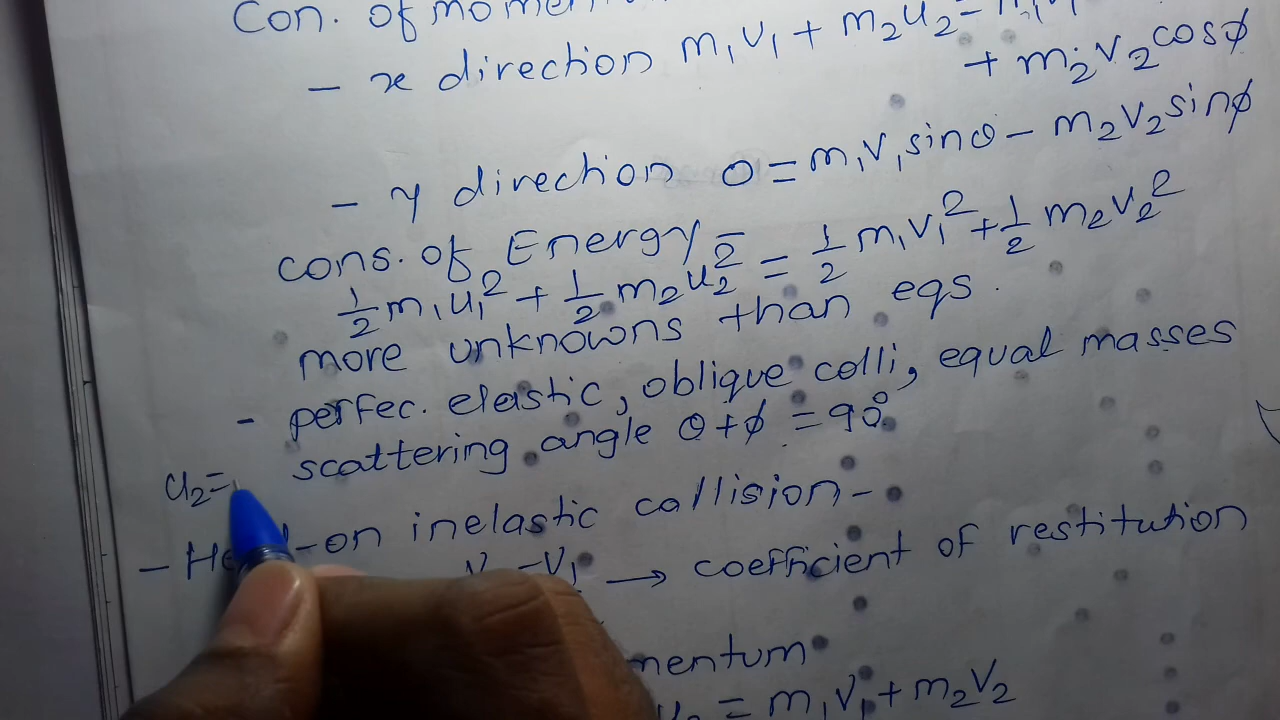 Con. of
- x direction m₁v₁ + m₂u₂ =
+ m₂v₂cosϕ
- y direction 0 = m₁v₁sinθ - m₂v₂sinϕ
cons. of Energy -
½m₁u₁² + ½m₂u₂² = ½m₁v₁² + ½m₂v₂²
more unknowns than eqs.
- perfec. elastic, oblique colli, equal masses
scattering angle θ+ϕ = 90°
u₂=
- Head-on inelastic collision -
-v₁ → coefficient of restitution
mentum
= m₁v₁ + m₂v₂